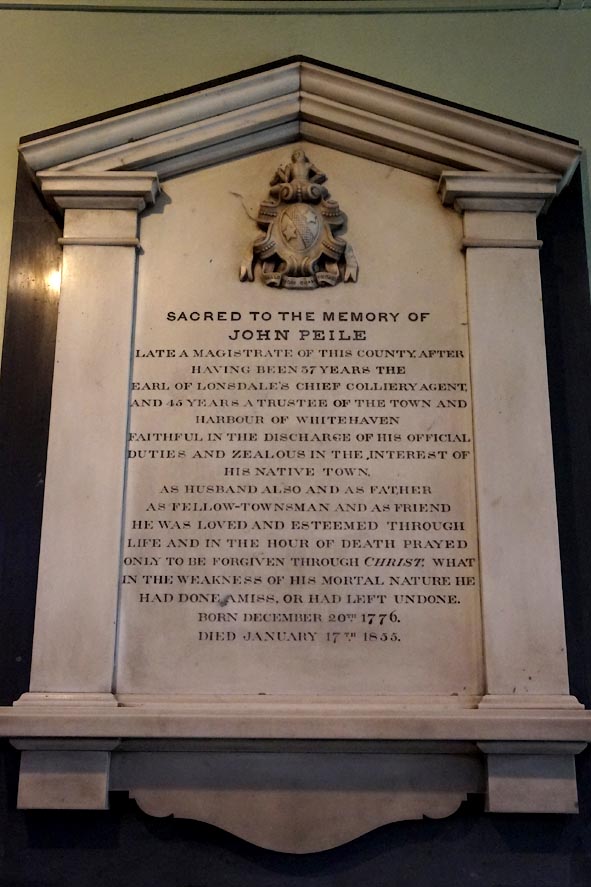 SACRED TO THE MEMORY OF
JOHN PEILE
LATE A MAGISTRATE OF THIS COUNTY. AFTER
HAVING BEEN 37 YEARS THE
EARL OF LONSDALE'S CHIEF COLLIERY AGENT,
AND 45 YEARS A TRUSTEE OF THE TOWN AND
HARBOUR OF WHITEHAVEN
FAITHFUL IN THE DISCHARGE OF HIS OFFICIAL
DUTIES AND ZEALOUS IN THE INTEREST OF
HIS NATIVE TOWN,
AS HUSBAND ALSO AND AS FATHER
AS FELLOW-TOWNSMAN AND AS FRIEND
HE WAS LOVED AND ESTEEMED THROUGH
LIFE AND IN THE HOUR OF DEATH PRAYED
ONLY TO BE FORGIVEN THROUGH CHRIST! WHAT
IN THE WEAKNESS OF HIS MORTAL NATURE HE
HAD DONE AMISS, OR HAD LEFT UNDONE.
BORN DECEMBER 20TH 1776.
DIED JANUARY 17TH 1855.